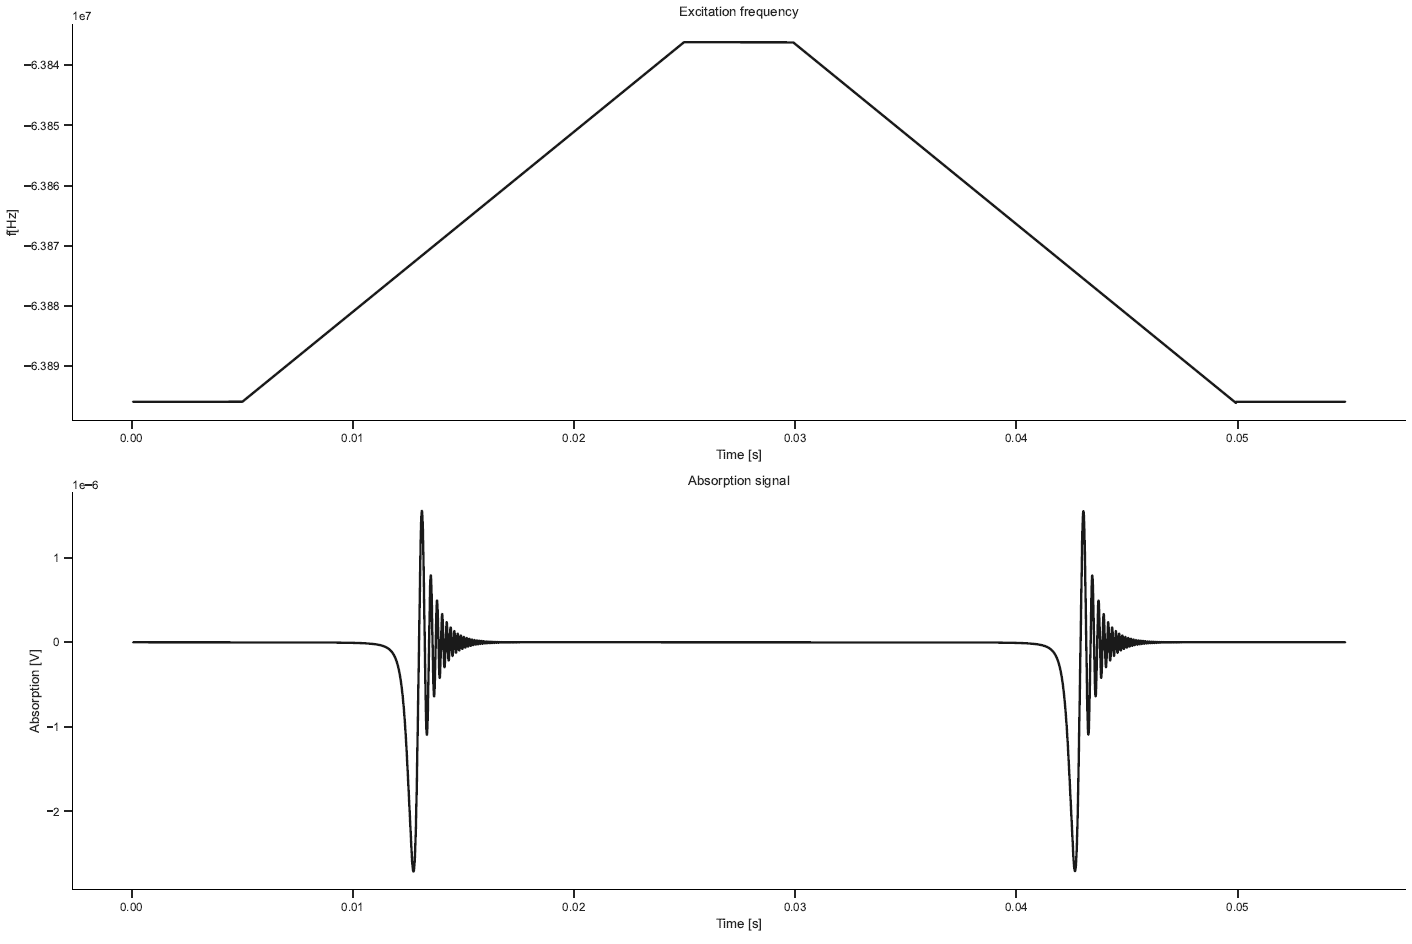 Excitation frequency
1e7
−6.384
−6.385
−6.386
−6.387
−6.388
−6.389
f[Hz]
0.00 0.01 0.02 0.03 0.04 0.05
Time [s]
Absorption signal
1e−6
1
0
−1
−2
Absorption [V]
0.00 0.01 0.02 0.03 0.04 0.05
Time [s]